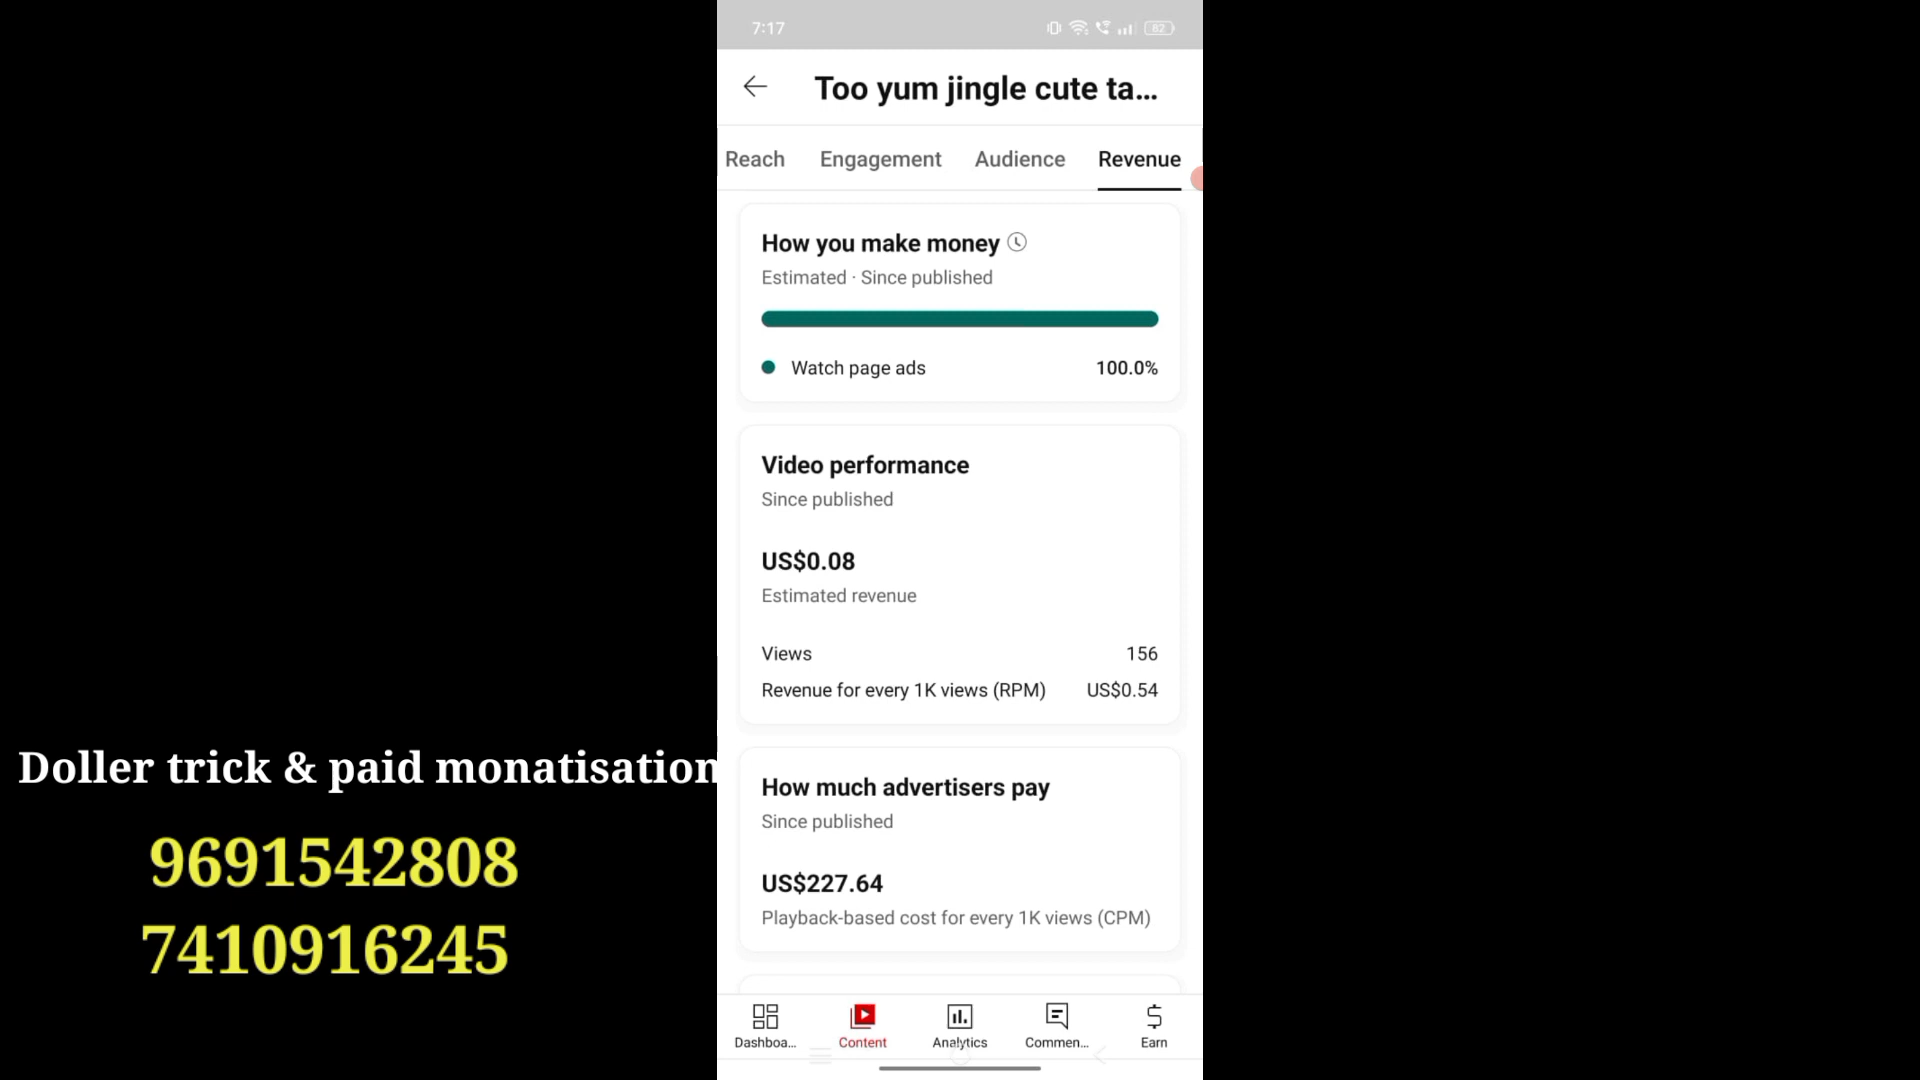 7:17
82
Too yum jingle cute ta...
Reach Engagement Audience Revenue
How you make money
Estimated · Since published
Watch page ads 100.0%
Video performance
Since published
US$0.08
Estimated revenue
Views 156
Revenue for every 1K views (RPM) US$0.54
How much advertisers pay
Since published
US$227.64
Playback-based cost for every 1K views (CPM)
Dashboa... Content Analytics Commen... Earn
Doller trick & paid monatisation
9691542808
7410916245